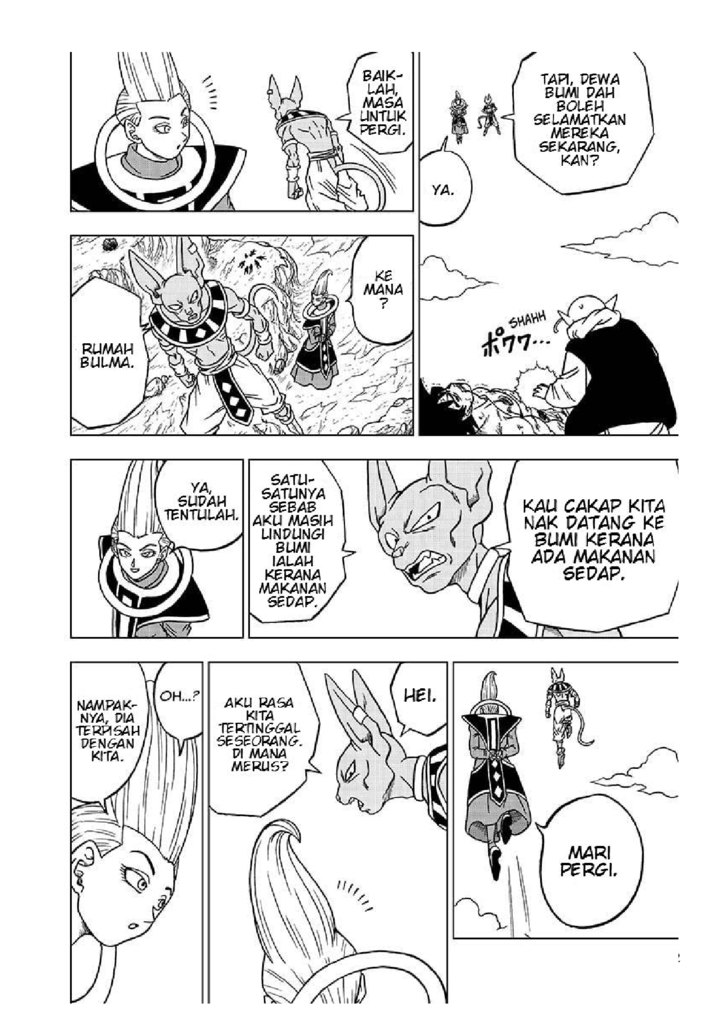 TAPI, DEWA
BUMI DAH
BOLEH
SELAMATKAN
MEREKA
SEKARANG,
KAN?
YA.
SHAHH
ポワワ...
BAIK-
LAH,
MASA
UNTUK
PERGI.
KE
MANA
?
RUMAH
BULMA.
KAU CAKAP KITA
NAK DATANG KE
BUMI KERANA
ADA MAKANAN
SEDAP.
SATU-
SATUNYA
SEBAB
AKU MASIH
LINDUNGI
BUMI
IALAH
KERANA
MAKANAN
SEDAP.
YA,
SUDAH
TENTULAH.
MARI
PERGI.
HEI.
AKU RASA
KITA
TERTINGGAL
SESEORANG.
DI MANA
MERUS?
OH...?
NAMPAK-
NYA, DIA
TERPISAH
DENGAN
KITA.